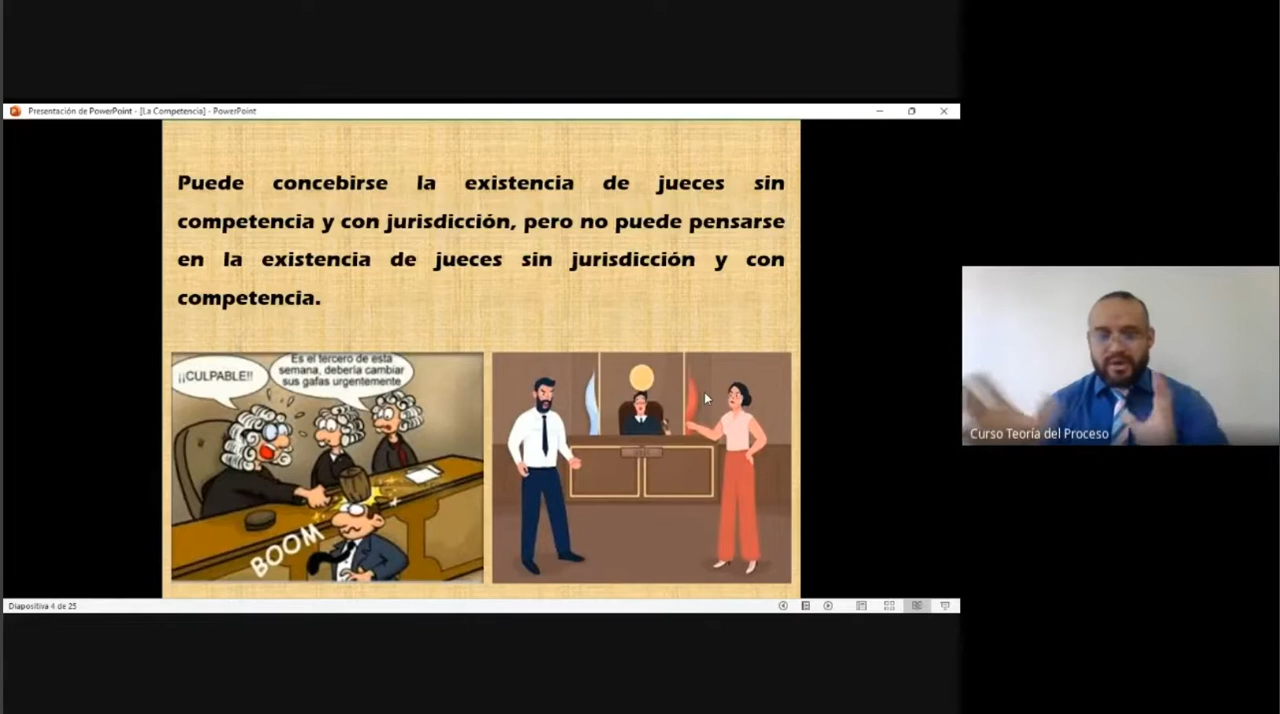 Presentación de PowerPoint - [La Competencia] - PowerPoint
Puede concebirse la existencia de jueces sin
competencia y con jurisdicción, pero no puede pensarse
en la existencia de jueces sin jurisdicción y con
competencia.
¡¡CULPABLE!!
Es el tercero de esta
semana, debería cambiar
sus gafas urgentemente
BOOM
Curso Teoría del Proceso
Diapositiva 4 de 25